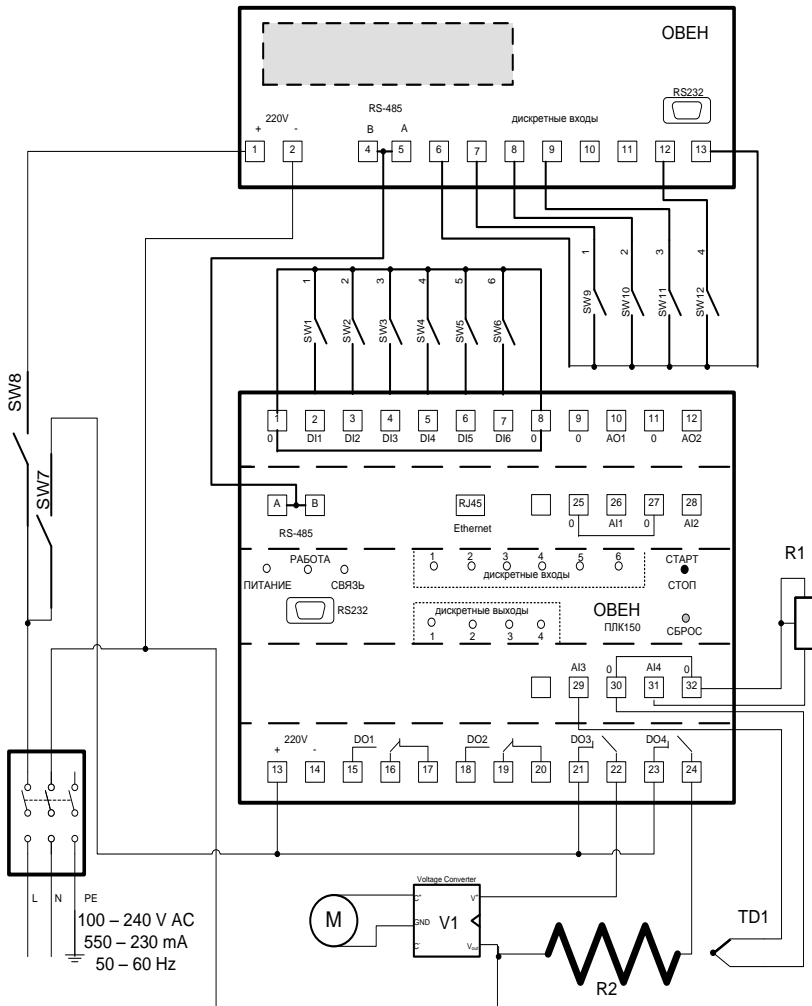 ОВЕН
RS232
RS-485
дискретные входы
220V
+ -
B A
1 2 4 5 6 7 8 9 10 11 12 13
1 2 3 4
SW9 SW10 SW11 SW12
1 2 3 4 5 6
SW1 SW2 SW3 SW4 SW5 SW6
SW8
SW7
1 2 3 4 5 6 7 8 9 10 11 12
0 DI1 DI2 DI3 DI4 DI5 DI6 0 0 AO1 0 AO2
A B
RJ45
25 26 27 28
RS-485
Ethernet
0 AI1 0 AI2
R1
РАБОТА
ПИТАНИЕ
СВЯЗЬ
1 2 3 4 5 6
дискретные входы
СТАРТ
СТОП
RS232
дискретные выходы
1 2 3 4
ОВЕН
ПЛК150
СБРОС
AI3 0 AI4 0
29 30 31 32
220V
+ -
DO1 DO2 DO3 DO4
13 14 15 16 17 18 19 20 21 22 23 24
L N PE
100 – 240 V AC
550 – 230 mA
50 – 60 Hz
Voltage Converter
M
C+
GND
C-
V1
V+
Vout
R2
TD1